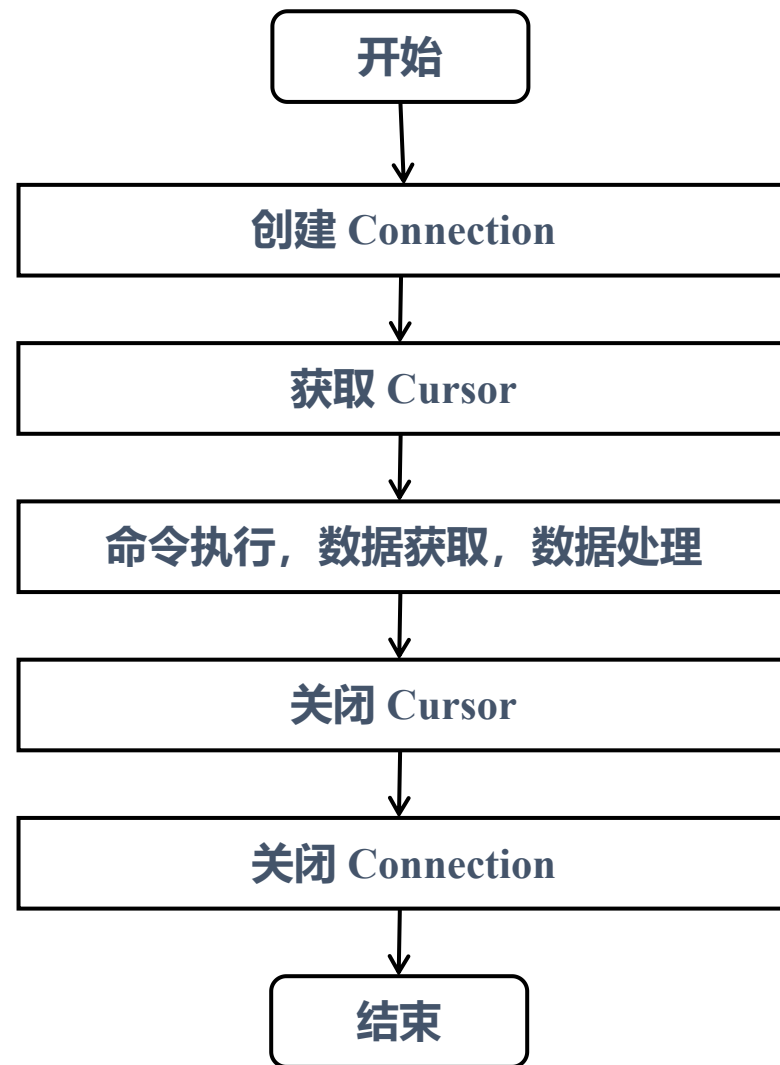 开始
创建 Connection
获取 Cursor
命令执行，数据获取，数据处理
关闭 Cursor
关闭 Connection
结束